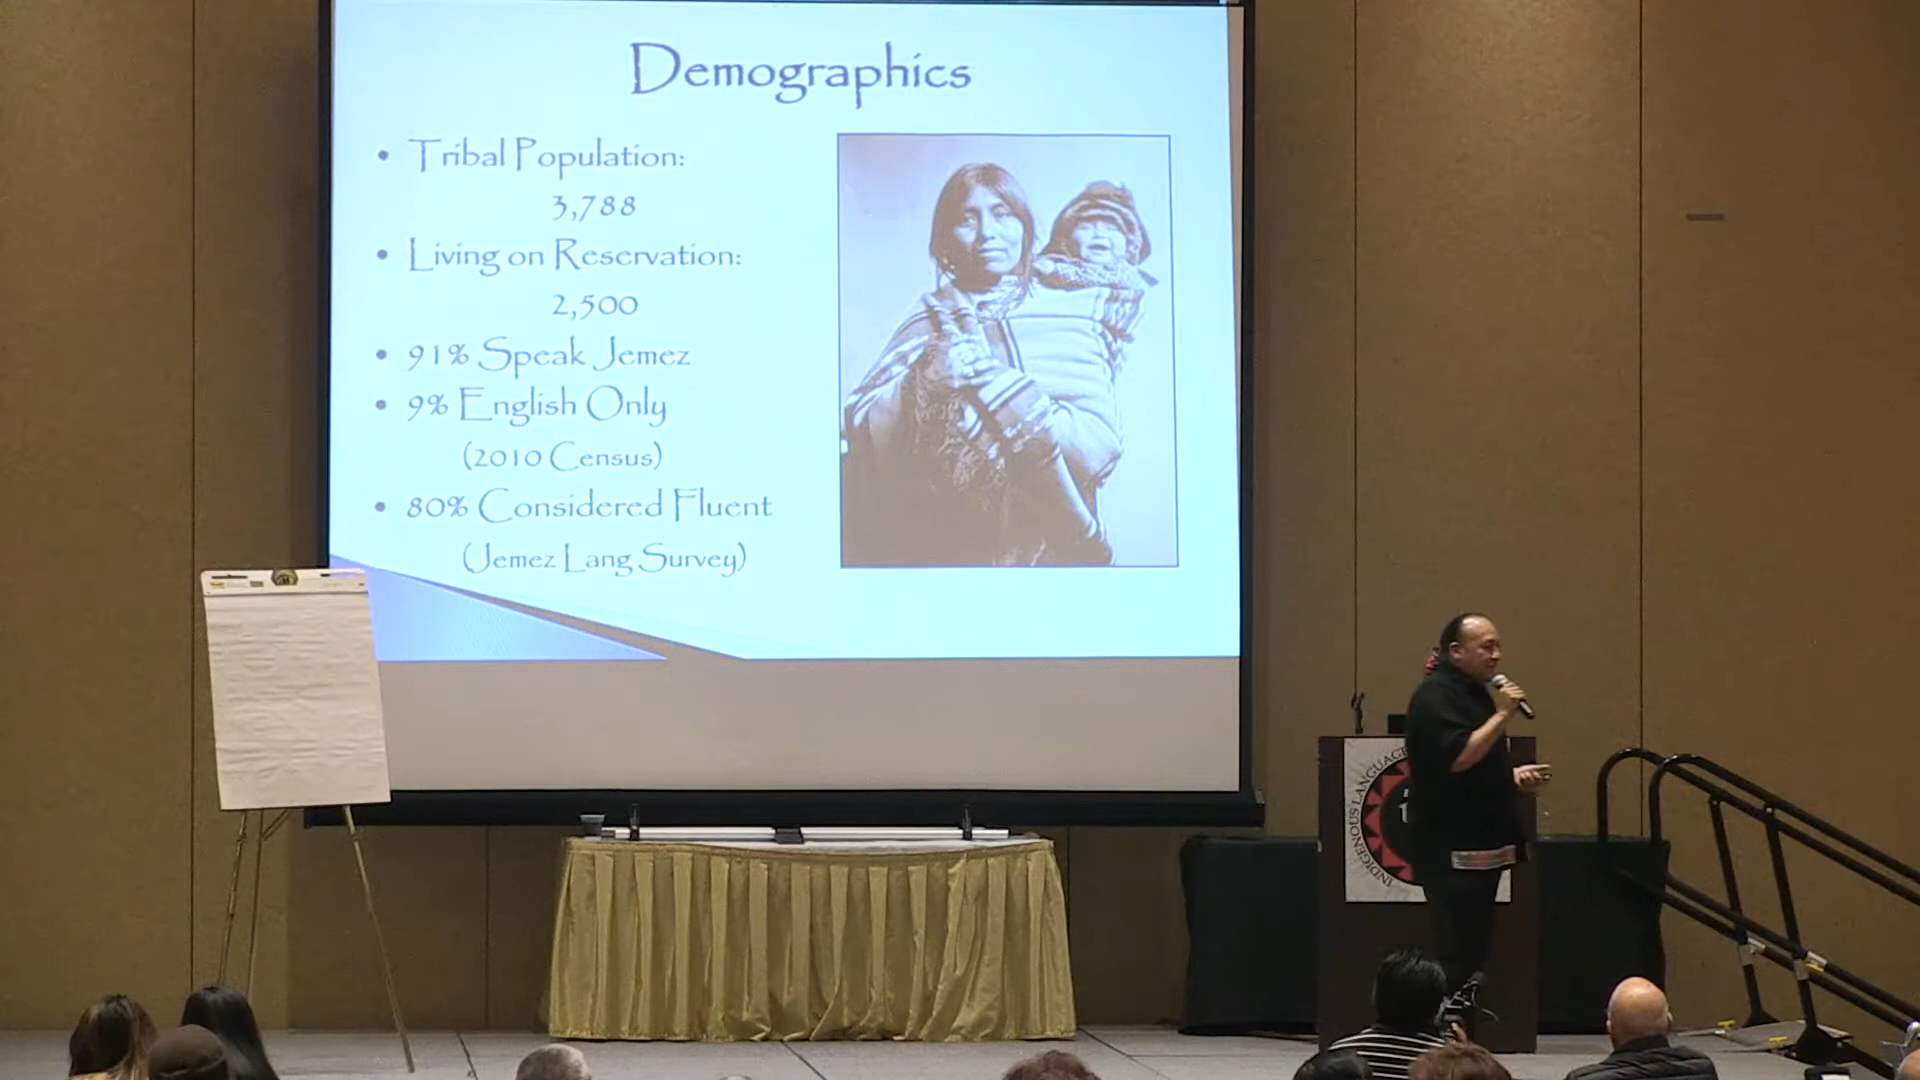 Demographics
• Tribal Population:
3,788
• Living on Reservation:
2,500
• 91% Speak Jemez
• 9% English Only
(2010 Census)
• 80% Considered Fluent
(Jemez Lang Survey)
INDIGENOUS LANGUAGE